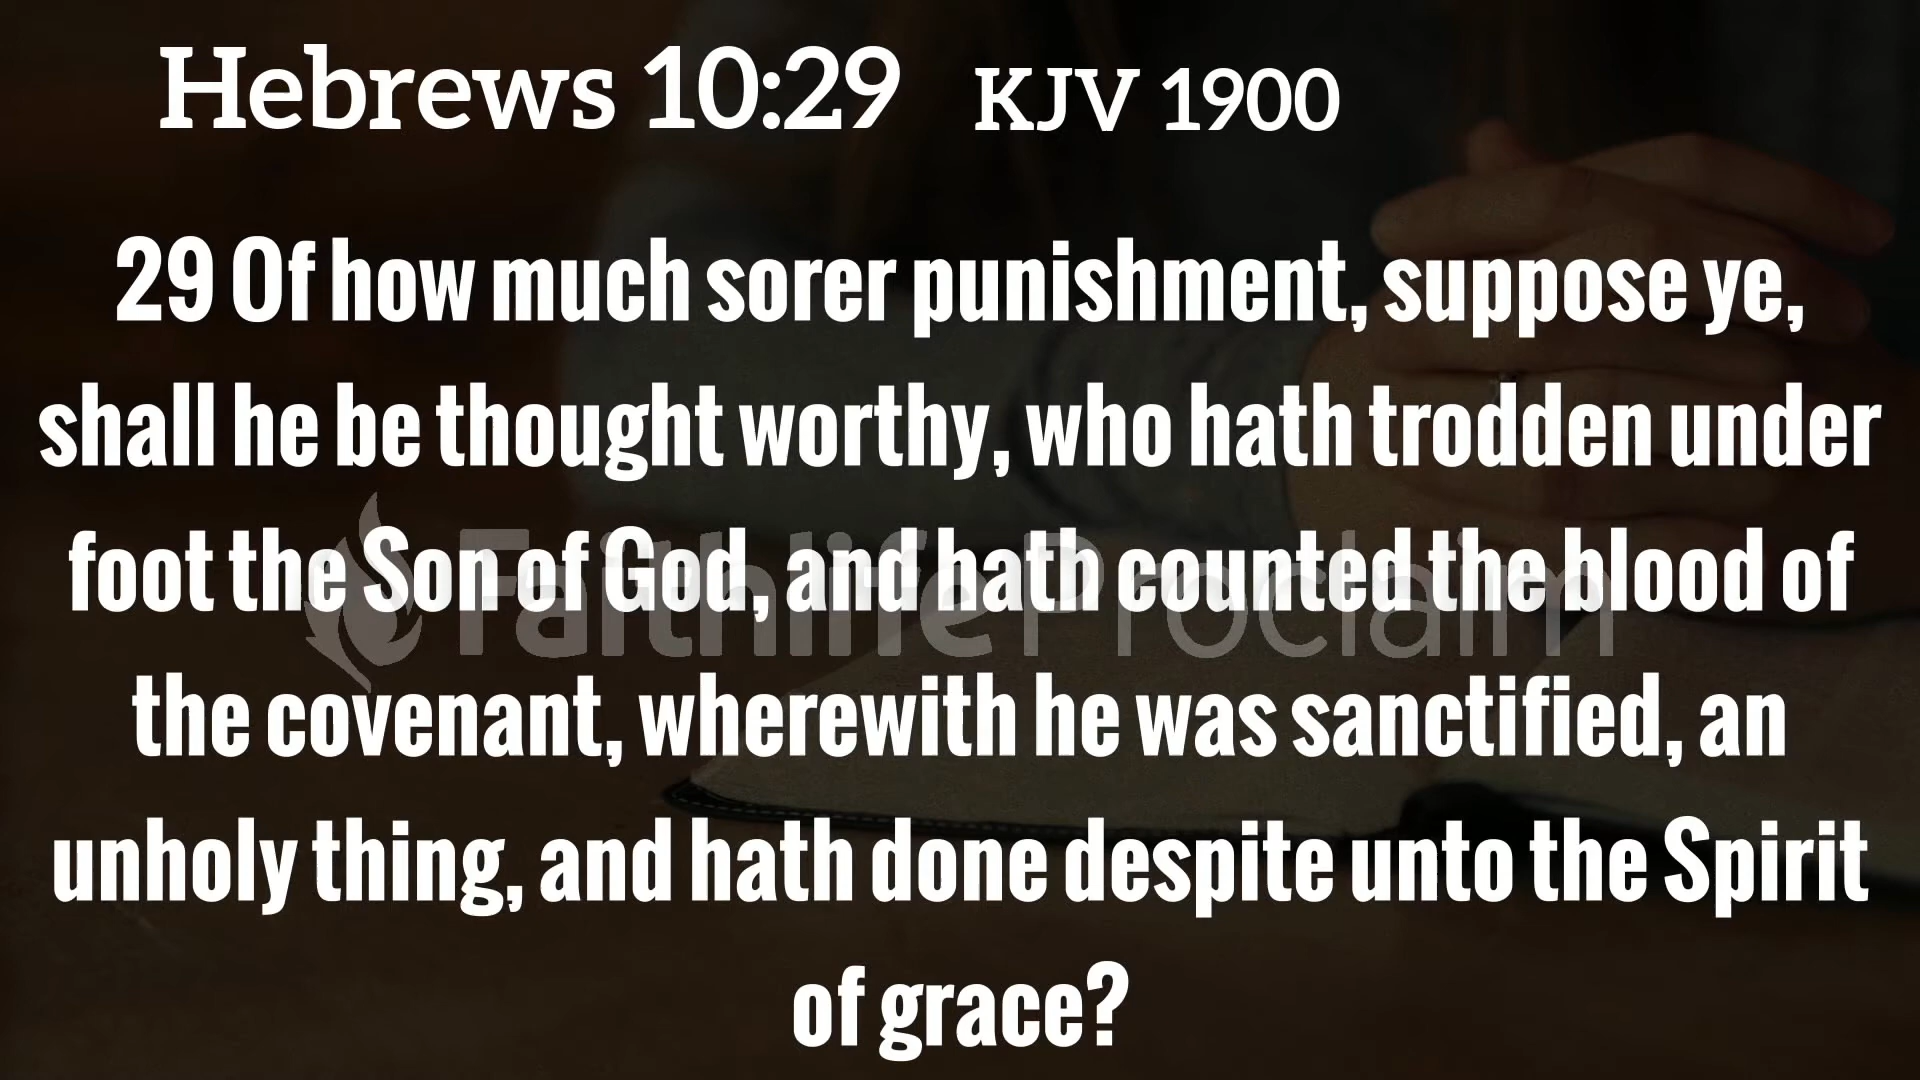 Hebrews 10:29 KJV 1900
29 Of how much sorer punishment, suppose ye,
shall he be thought worthy, who hath trodden under
foot the Son of God, and hath counted the blood of
Faithlife Proclaim
the covenant, wherewith he was sanctified, an
unholy thing, and hath done despite unto the Spirit
of grace?